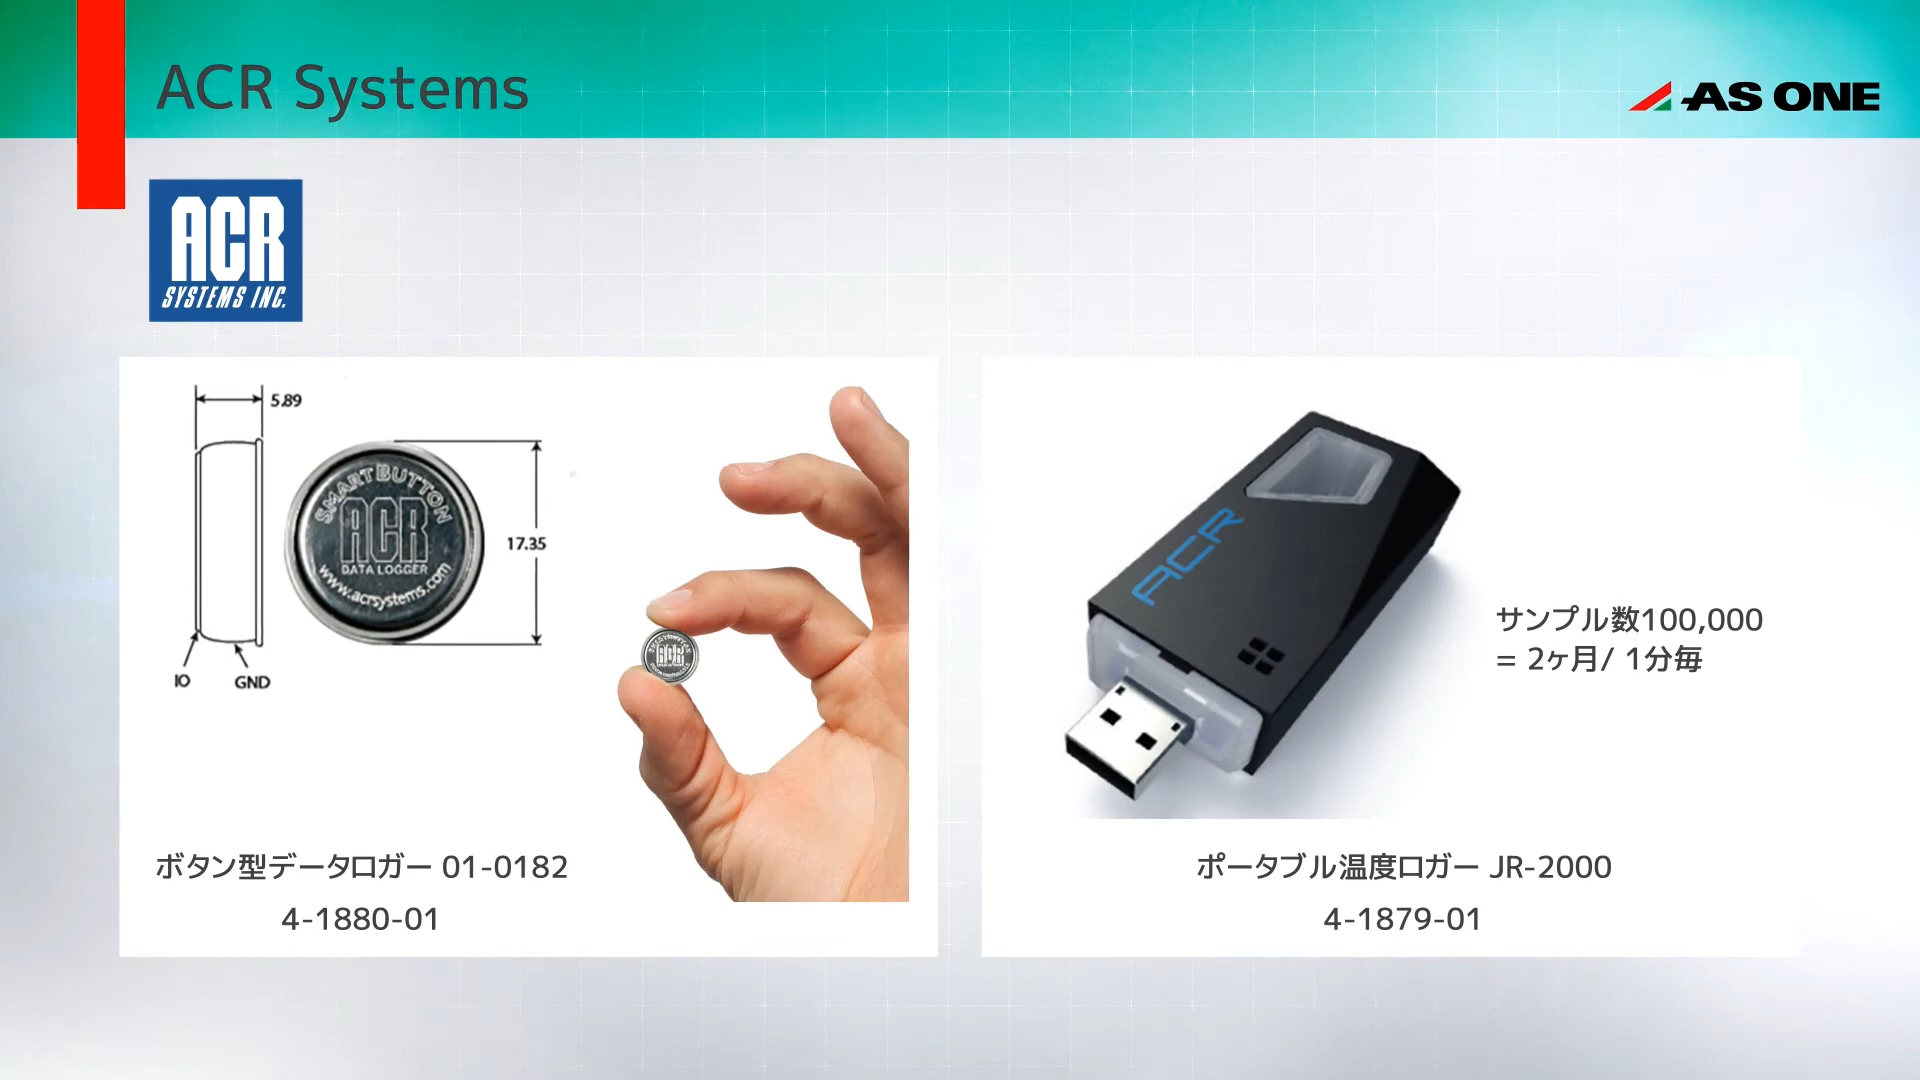 ACR Systems
AS ONE
ACR
SYSTEMS INC.
5.89
SMARTBUTTON
ACR
DATA LOGGER
www.acrsystems.com
17.35
IO
GND
ACR
ACR
サンプル数100,000
= 2ヶ月/ 1分毎
ボタン型データロガー 01-0182
4-1880-01
ポータブル温度ロガー JR-2000
4-1879-01